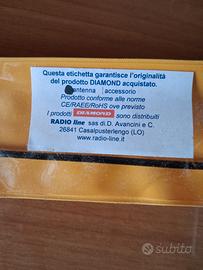 Questa etichetta garantisce l'originalità
del prodotto DIAMOND acquistato.
antenna accessorio
Prodotto conforme alle norme
CE/RAEE/RoHS ove previsto
I prodotti DIAMOND sono distribuiti
RADIO line sas di D. Avancini e C.
26841 Casalpusterlengo (LO)
www.radio-line.it
subito